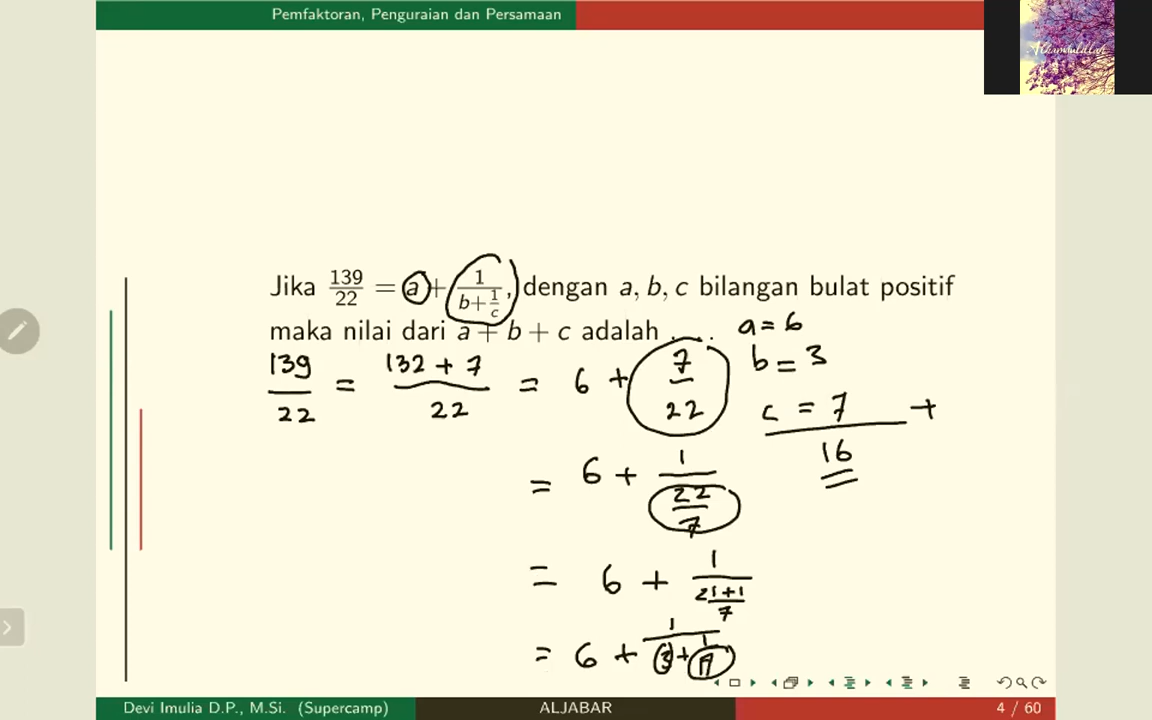 Pemfaktoran, Penguraian dan Persamaan
Alhamdulillah
Jika 139/22 = a + 1/(b + 1/c), dengan a, b, c bilangan bulat positif
maka nilai dari a + b + c adalah . . .
139/22 = (132 + 7)/22 = 6 + 7/22
= 6 + 1/(22/7)
= 6 + 1/((21+1)/7)
= 6 + 1/(3 + 1/7)
a = 6
b = 3
c = 7 +
16
Devi Imulia D.P., M.Si. (Supercamp)
ALJABAR
4 / 60